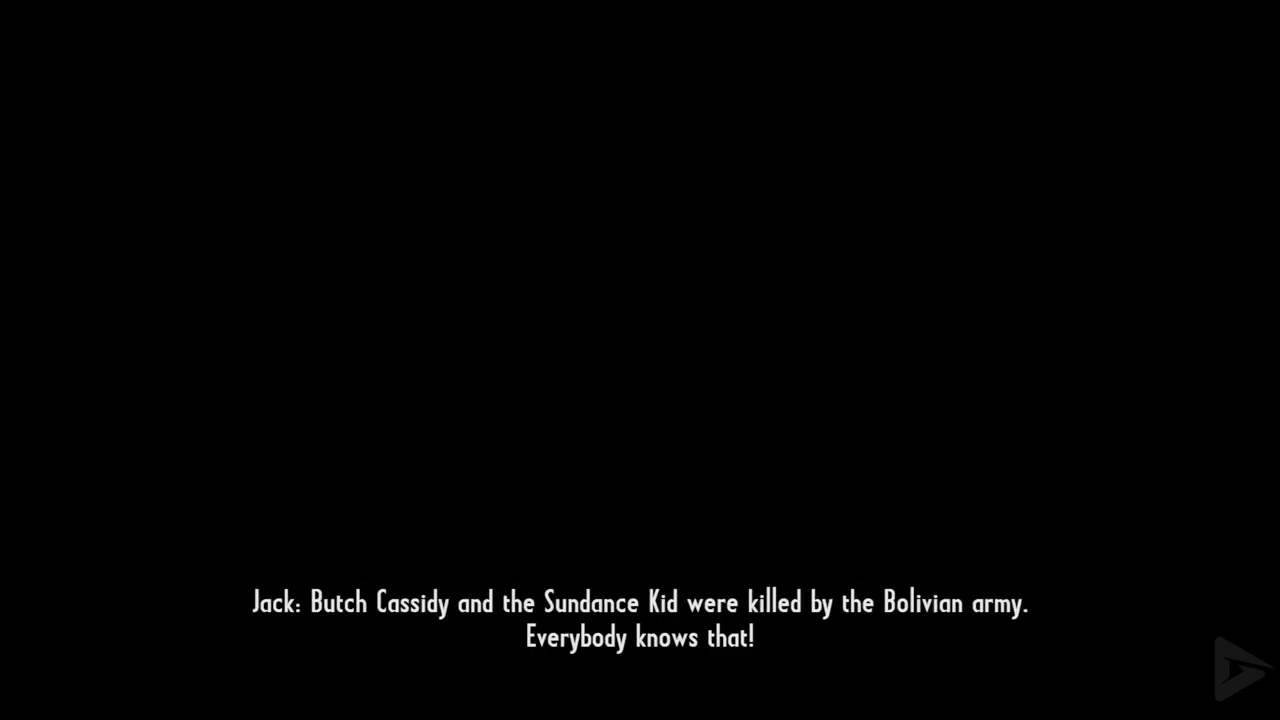 Jack: Butch Cassidy and the Sundance Kid were killed by the Bolivian army.
Everybody knows that!